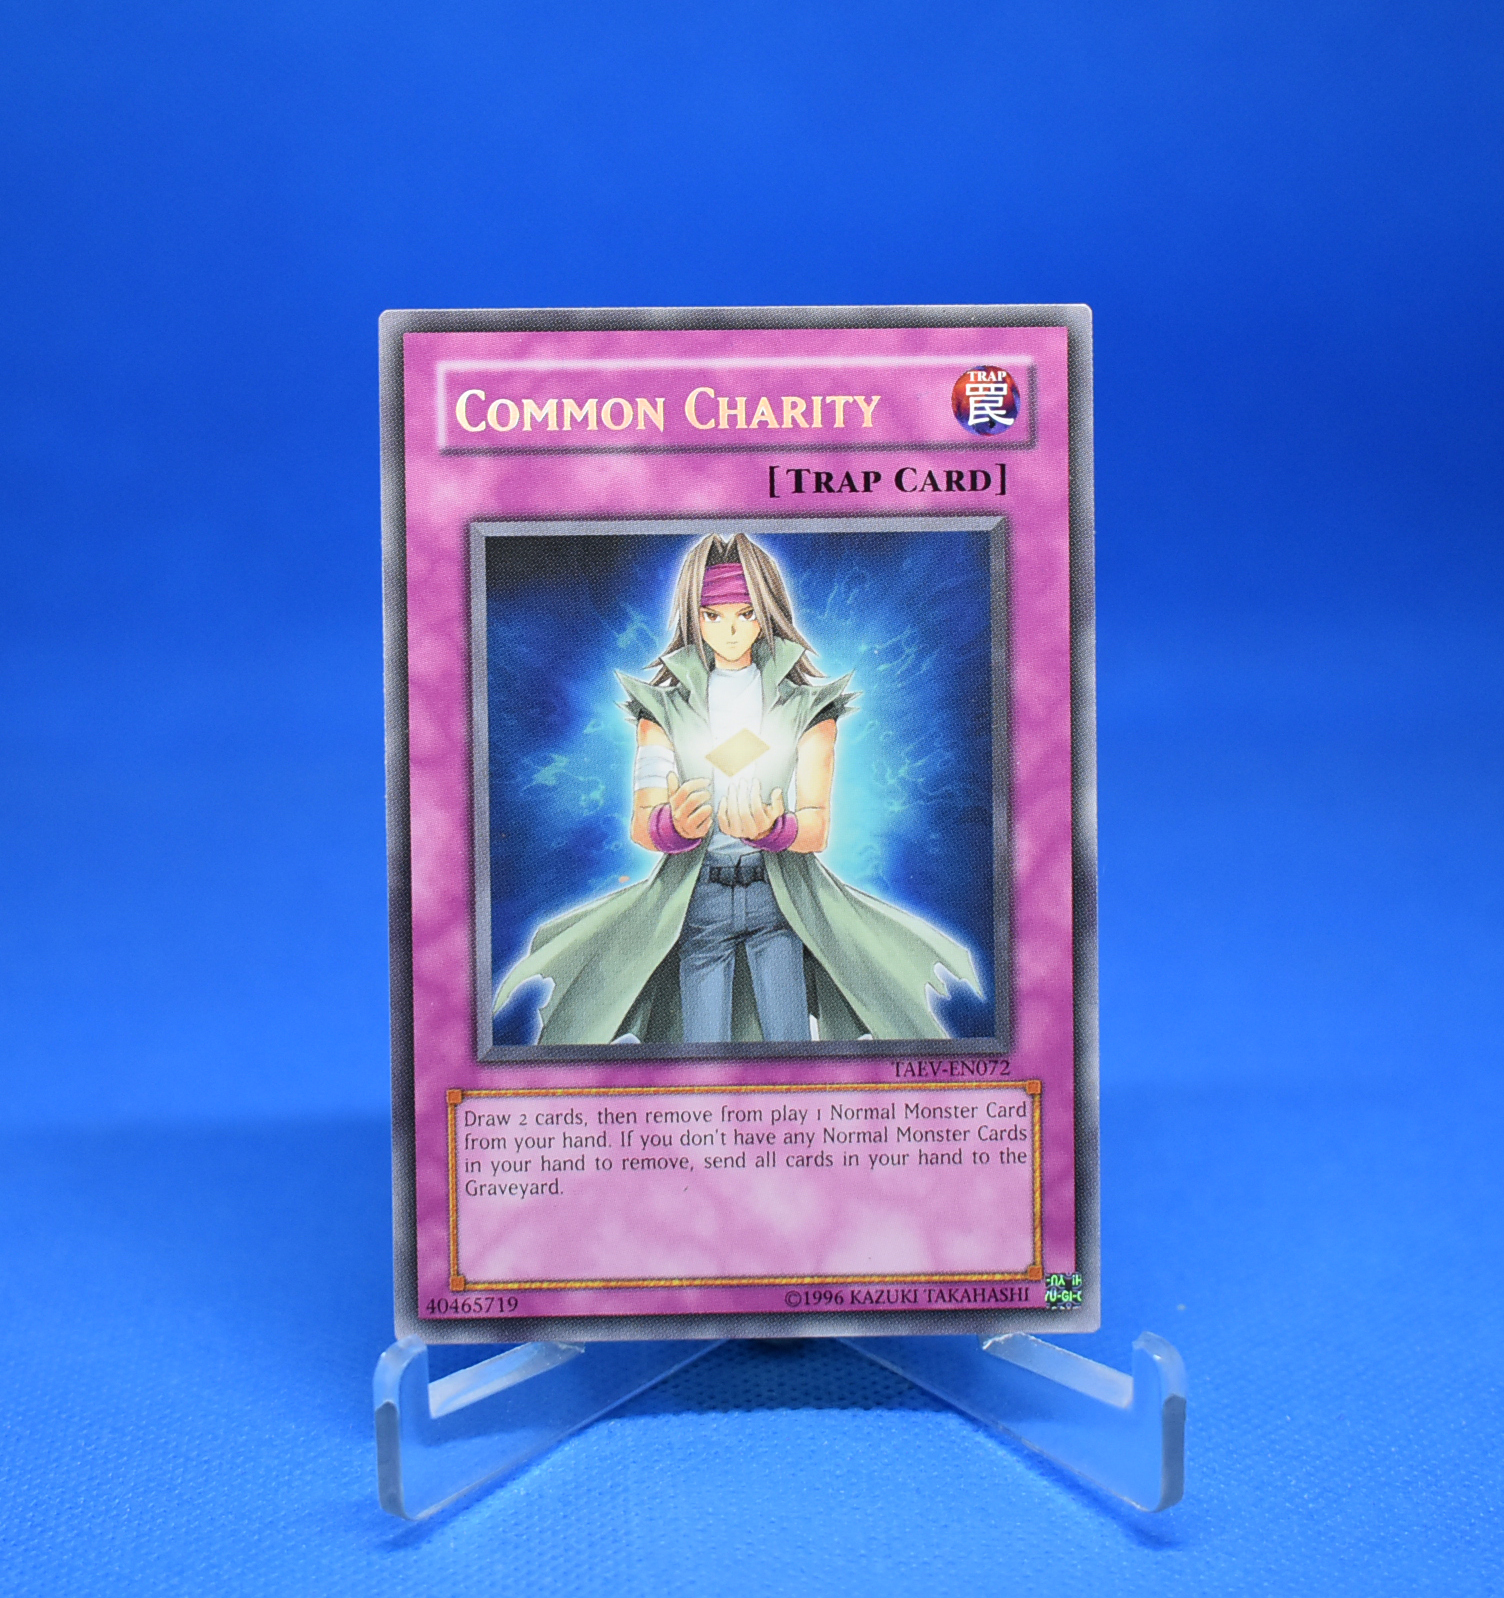 COMMON CHARITY
TRAP
罠
[TRAP CARD]
TAEV-EN072
Draw 2 cards, then remove from play 1 Normal Monster Card
from your hand. If you don't have any Normal Monster Cards
in your hand to remove, send all cards in your hand to the
Graveyard.
40465719
©1996 KAZUKI TAKAHASHI